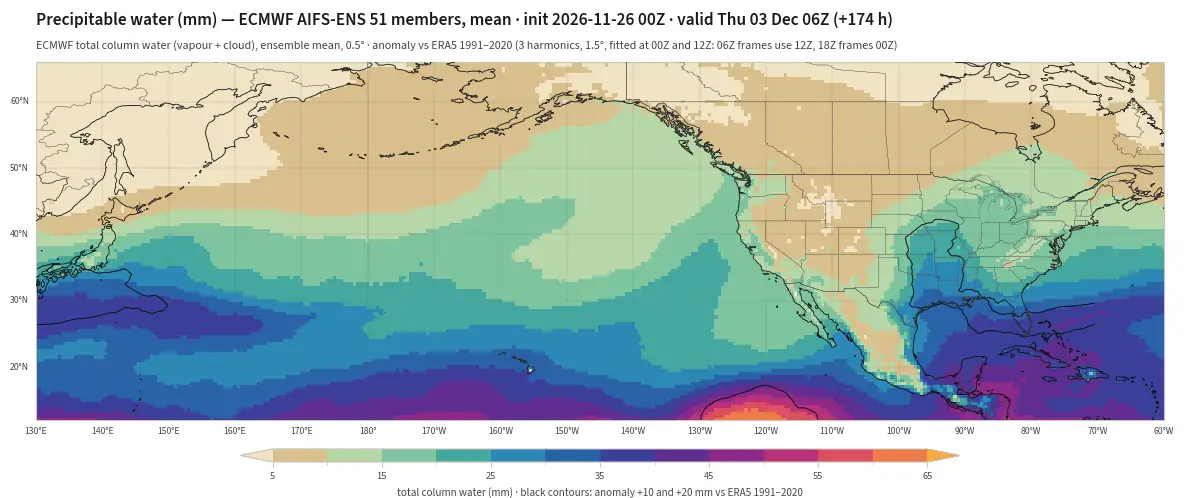 Precipitable water (mm) — ECMWF AIFS-ENS 51 members, mean · init 2026-11-26 00Z · valid Thu 03 Dec 06Z (+174 h)
ECMWF total column water (vapour + cloud), ensemble mean, 0.5° · anomaly vs ERA5 1991–2020 (3 harmonics, 1.5°, fitted at 00Z and 12Z: 06Z frames use 12Z, 18Z frames 00Z)
60°N
50°N
40°N
30°N
20°N
130°E 140°E 150°E 160°E 170°E 180° 170°W 160°W 150°W 140°W 130°W 120°W 110°W 100°W 90°W 80°W 70°W 60°W
5 15 25 35 45 55 65
total column water (mm) · black contours: anomaly +10 and +20 mm vs ERA5 1991–2020